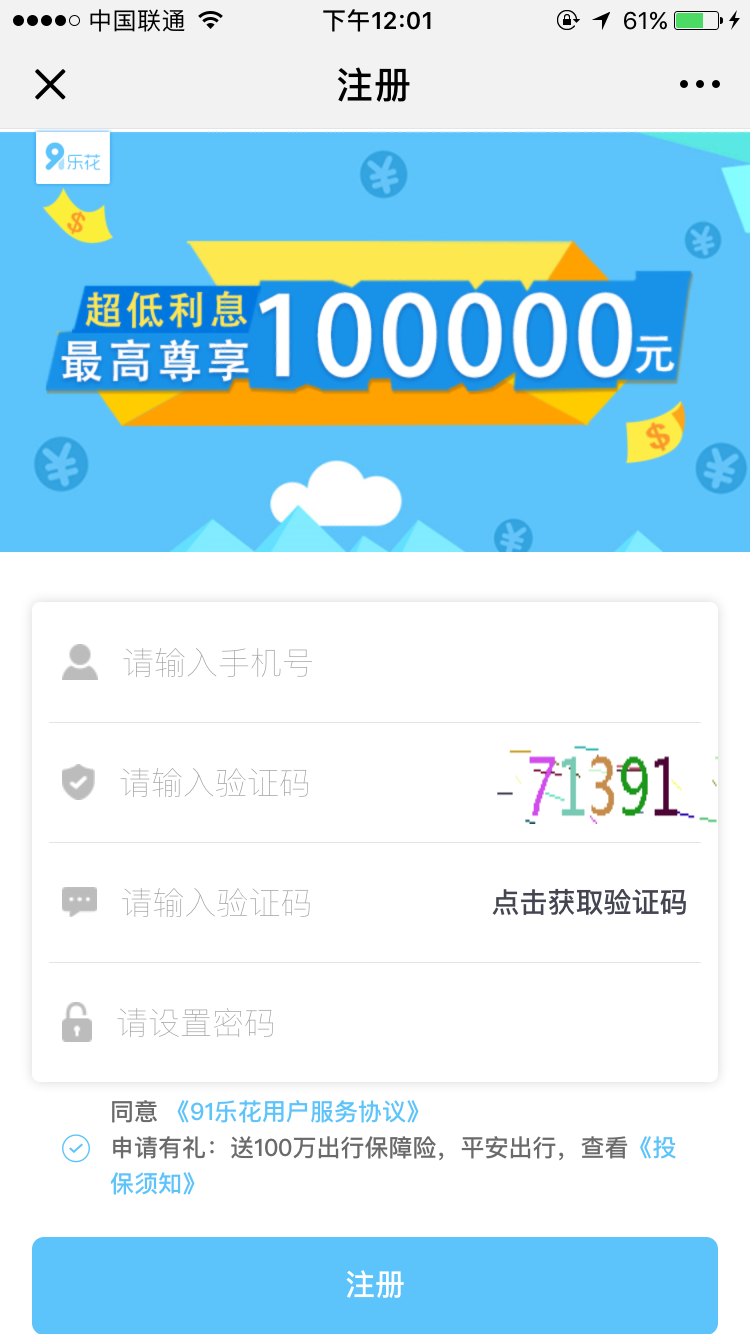 中国联通 下午12:01 61%
注册
91乐花
超低利息
最高尊享100000元
请输入手机号
请输入验证码 71391
请输入验证码 点击获取验证码
请设置密码
同意 《91乐花用户服务协议》
申请有礼：送100万出行保障险，平安出行，查看《投
保须知》
注册